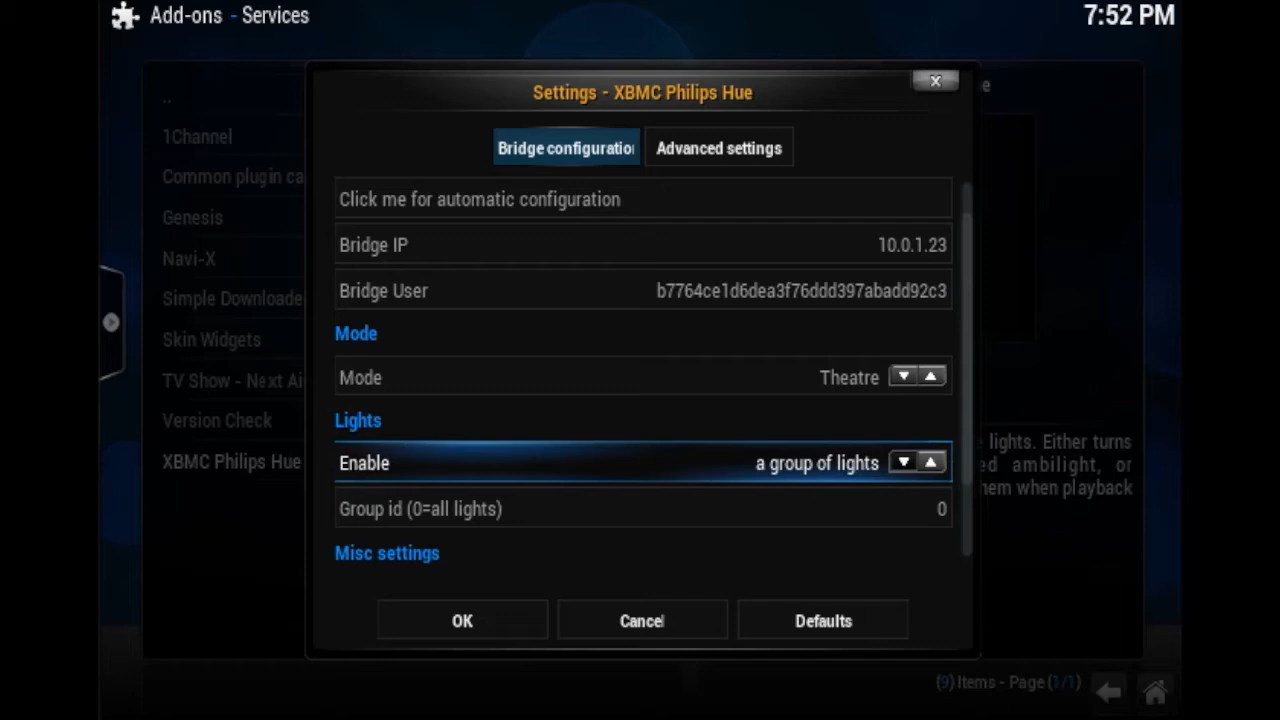 Add-ons - Services
7:52 PM
Settings - XBMC Philips Hue
x
..
1Channel
Common plugin ca
Genesis
Navi-X
Simple Downloade
Skin Widgets
TV Show - Next Ai
Version Check
XBMC Philips Hue
Bridge configuratio
Advanced settings
Click me for automatic configuration
Bridge IP 10.0.1.23
Bridge User b7764ce1d6dea3f76ddd397abadd92c3
Mode
Mode Theatre
Lights
Enable a group of lights
Group id (0=all lights) 0
Misc settings
OK
Cancel
Defaults
e
lights. Either turns
ed ambilight, or
hem when playback
(9) Items - Page (1/1)